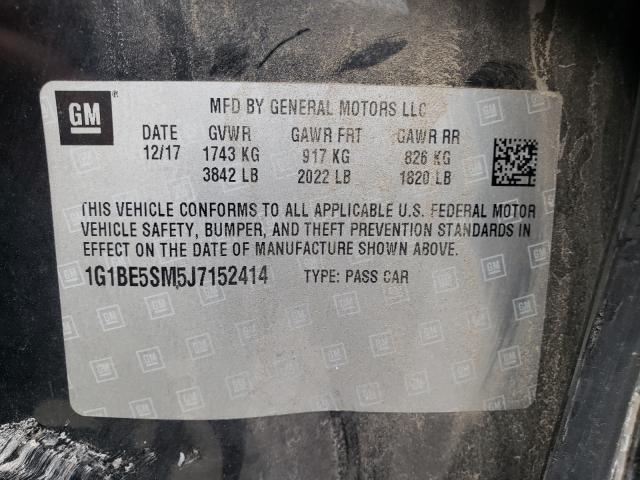 GM ®
MFD BY GENERAL MOTORS LLC
DATE GVWR GAWR FRT GAWR RR
12/17 1743 KG 917 KG 826 KG
3842 LB 2022 LB 1820 LB
THIS VEHICLE CONFORMS TO ALL APPLICABLE U.S. FEDERAL MOTOR
VEHICLE SAFETY, BUMPER, AND THEFT PREVENTION STANDARDS IN
EFFECT ON THE DATE OF MANUFACTURE SHOWN ABOVE.
1G1BE5SM5J7152414 TYPE: PASS CAR